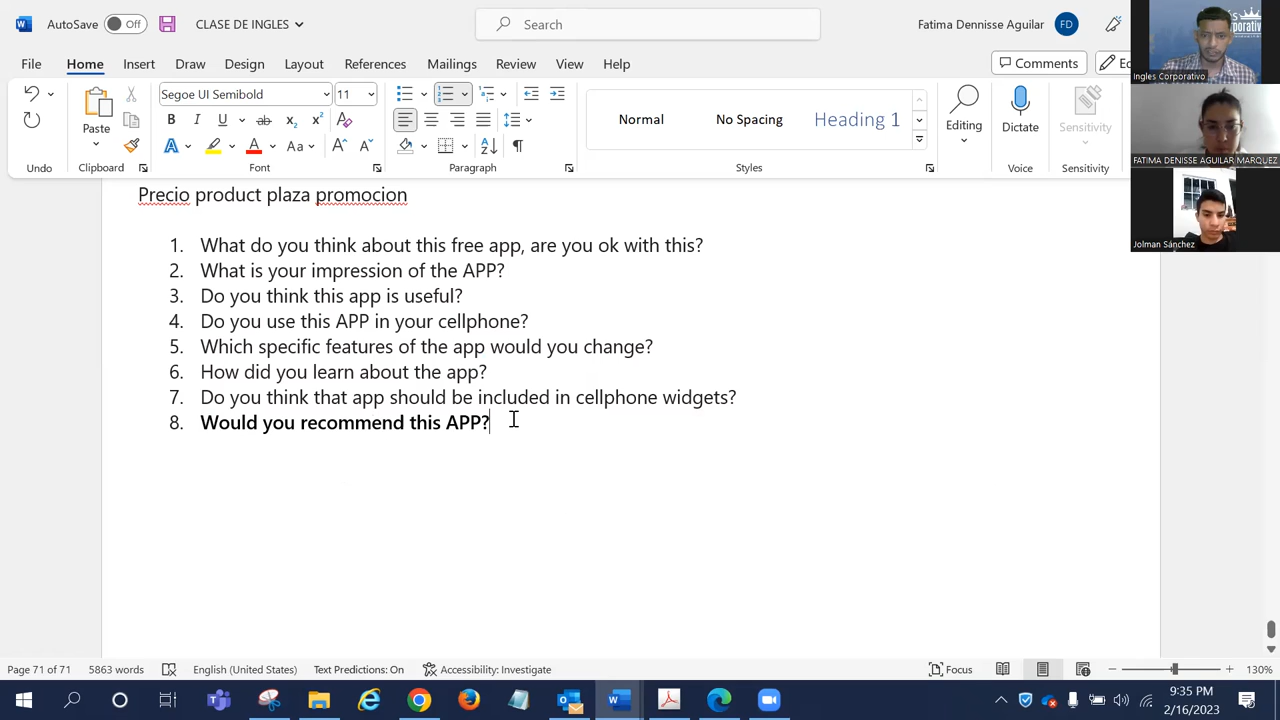 AutoSave Off CLASE DE INGLES Search Fatima Dennisse Aguilar FD
File Home Insert Draw Design Layout References Mailings Review View Help Comments
Segoe UI Semibold 11
Paste
Normal No Spacing Heading 1
Editing Dictate Sensitivity
Undo Clipboard Font Paragraph Styles Voice Sensitivity
Ingles Corporativo
FATIMA DENISSE AGUILAR MARQUEZ
Jolman Sánchez
Precio product plaza promocion
1. What do you think about this free app, are you ok with this?
2. What is your impression of the APP?
3. Do you think this app is useful?
4. Do you use this APP in your cellphone?
5. Which specific features of the app would you change?
6. How did you learn about the app?
7. Do you think that app should be included in cellphone widgets?
8. Would you recommend this APP?
Page 71 of 71 5863 words English (United States) Text Predictions: On Accessibility: Investigate Focus 130%
9:35 PM
2/16/2023